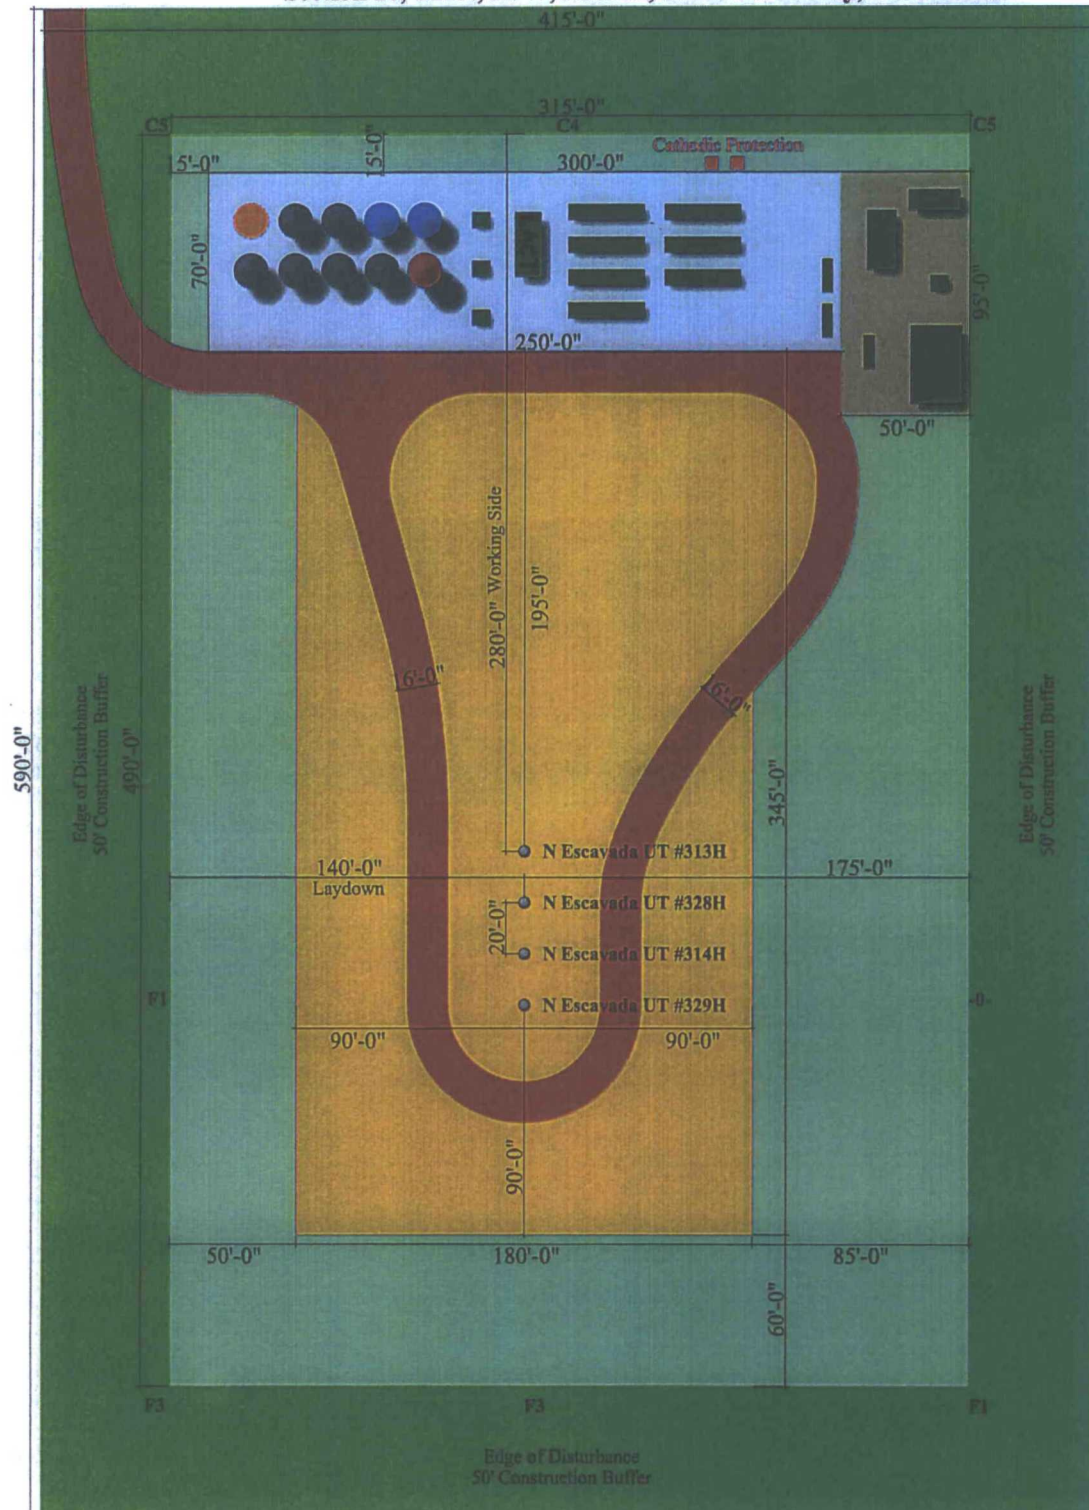 415'-0"
315'-0"
C5
C4
C5
15'-0"
15'-0"
300'-0"
Cathodic Protection
70'-0"
95'-0"
250'-0"
50'-0"
280'-0" Working Side
195'-0"
16'-0"
16'-0"
590'-0"
Edge of Disturbance
50' Construction Buffer
490'-0"
345'-0"
Edge of Disturbance
50' Construction Buffer
N Escavada UT #313H
140'-0"
Laydown
175'-0"
N Escavada UT #328H
20'-0"
N Escavada UT #314H
F1
N Escavada UT #329H
-0-
90'-0"
90'-0"
90'-0"
50'-0"
180'-0"
85'-0"
60'-0"
F3
F3
F1
Edge of Disturbance
50' Construction Buffer